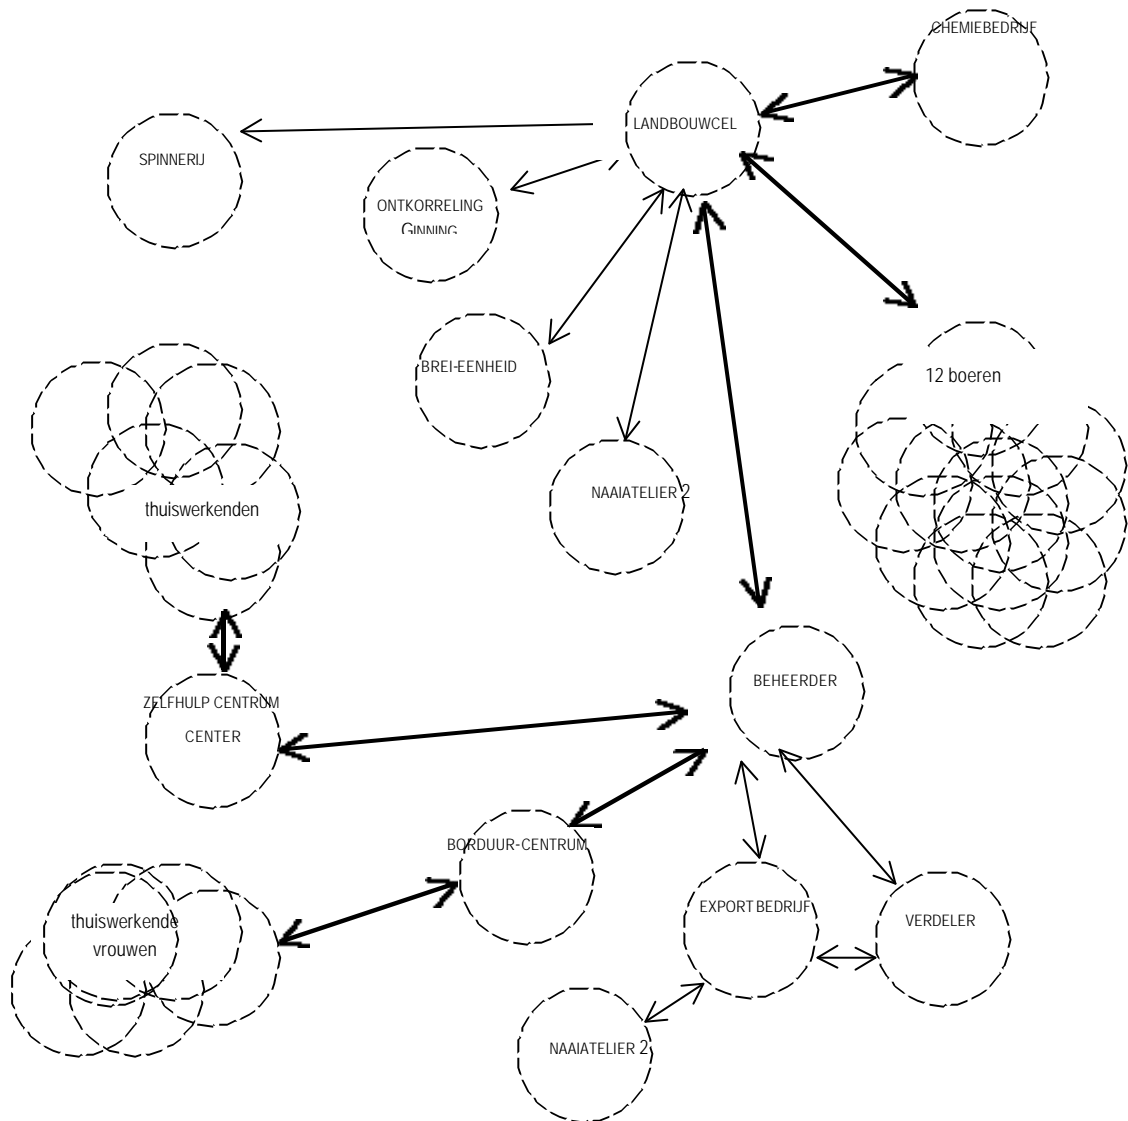 CHEMIEBEDRIJF
LANDBOUWCEL
SPINNERIJ
ONTKORRELING
GINNING
BREI-EENHEID
12 boeren
NAAIATELIER 2
thuiswerkenden
BEHEERDER
ZELFHULP CENTRUM
CENTER
BORDUUR-CENTRUM
EXPORT BEDRIJF
VERDELER
thuiswerkende
vrouwen
NAAIATELIER 2